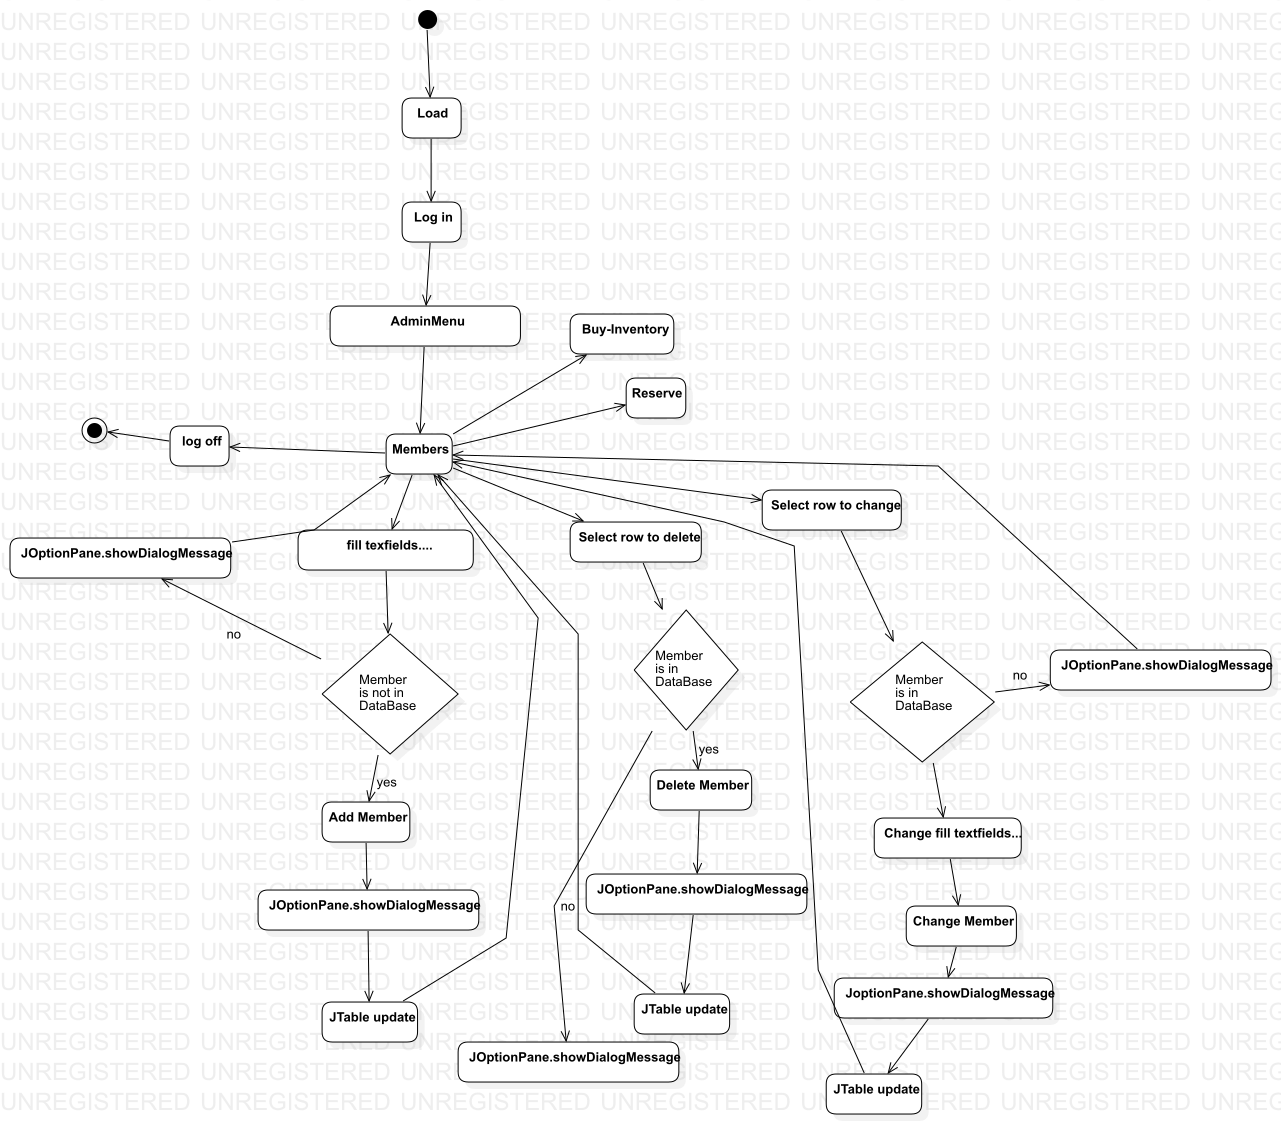 Load
Log in
AdminMenu
Buy-Inventory
Reserve
log off
Members
Select row to change
JOptionPane.showDialogMessage
fill texfields....
Select row to delete
no
Member
is not in
DataBase
Member
is in
DataBase
Member
is in
DataBase
no
JOptionPane.showDialogMessage
yes
Add Member
yes
Delete Member
Change fill textfields...
JOptionPane.showDialogMessage
no
JOptionPane.showDialogMessage
Change Member
JTable update
JTable update
JoptionPane.showDialogMessage
JOptionPane.showDialogMessage
JTable update
UNREGISTERED